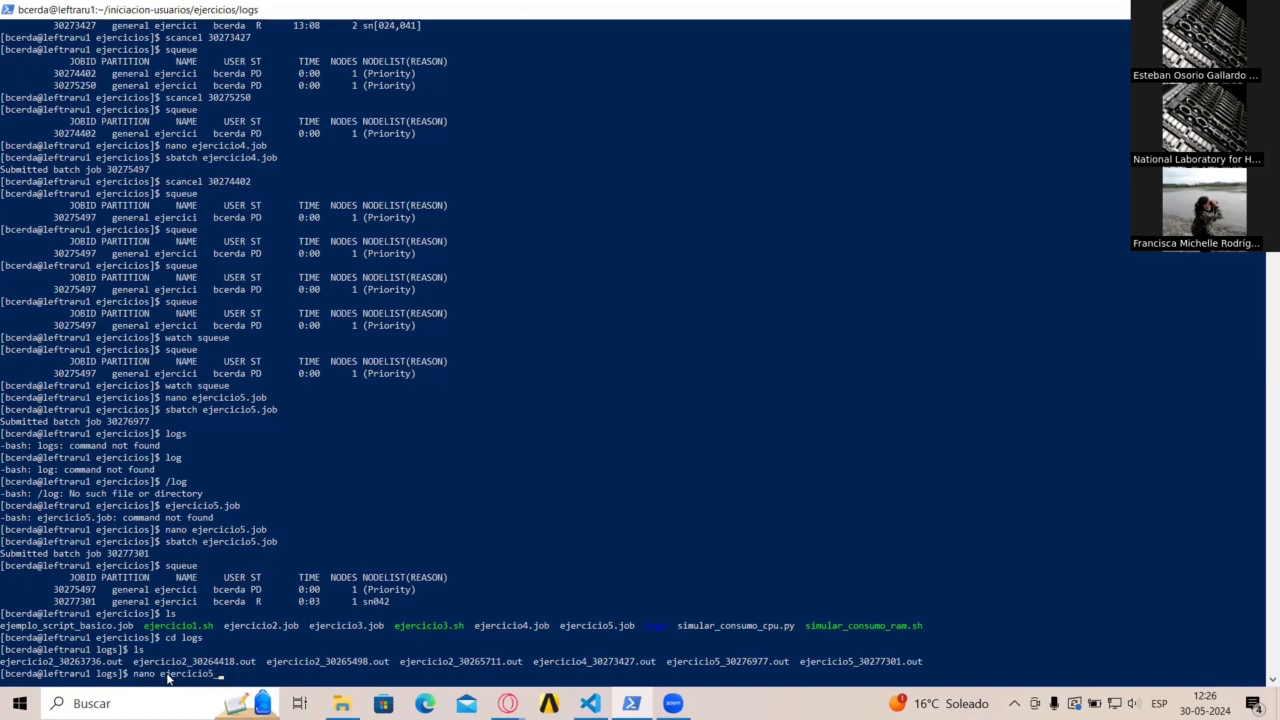 bcerda@leftraru1:~/iniciacion-usuarios/ejercicios/logs
30273427 general ejercici bcerda R 13:08 2 sn[024,041]
[bcerda@leftraru1 ejercicios]$ scancel 30273427
[bcerda@leftraru1 ejercicios]$ squeue
JOBID PARTITION NAME USER ST TIME NODES NODELIST(REASON)
30274402 general ejercici bcerda PD 0:00 1 (Priority)
30275250 general ejercici bcerda PD 0:00 1 (Priority)
[bcerda@leftraru1 ejercicios]$ scancel 30275250
[bcerda@leftraru1 ejercicios]$ squeue
JOBID PARTITION NAME USER ST TIME NODES NODELIST(REASON)
30274402 general ejercici bcerda PD 0:00 1 (Priority)
[bcerda@leftraru1 ejercicios]$ nano ejercicio4.job
[bcerda@leftraru1 ejercicios]$ sbatch ejercicio4.job
Submitted batch job 30275497
[bcerda@leftraru1 ejercicios]$ scancel 30274402
[bcerda@leftraru1 ejercicios]$ squeue
JOBID PARTITION NAME USER ST TIME NODES NODELIST(REASON)
30275497 general ejercici bcerda PD 0:00 1 (Priority)
[bcerda@leftraru1 ejercicios]$ squeue
JOBID PARTITION NAME USER ST TIME NODES NODELIST(REASON)
30275497 general ejercici bcerda PD 0:00 1 (Priority)
[bcerda@leftraru1 ejercicios]$ squeue
JOBID PARTITION NAME USER ST TIME NODES NODELIST(REASON)
30275497 general ejercici bcerda PD 0:00 1 (Priority)
[bcerda@leftraru1 ejercicios]$ squeue
JOBID PARTITION NAME USER ST TIME NODES NODELIST(REASON)
30275497 general ejercici bcerda PD 0:00 1 (Priority)
[bcerda@leftraru1 ejercicios]$ watch squeue
[bcerda@leftraru1 ejercicios]$ squeue
JOBID PARTITION NAME USER ST TIME NODES NODELIST(REASON)
30275497 general ejercici bcerda PD 0:00 1 (Priority)
[bcerda@leftraru1 ejercicios]$ watch squeue
[bcerda@leftraru1 ejercicios]$ nano ejercicio5.job
[bcerda@leftraru1 ejercicios]$ sbatch ejercicio5.job
Submitted batch job 30276977
[bcerda@leftraru1 ejercicios]$ logs
-bash: logs: command not found
[bcerda@leftraru1 ejercicios]$ log
-bash: log: command not found
[bcerda@leftraru1 ejercicios]$ /log
-bash: /log: No such file or directory
[bcerda@leftraru1 ejercicios]$ ejercicio5.job
-bash: ejercicio5.job: command not found
[bcerda@leftraru1 ejercicios]$ nano ejercicio5.job
[bcerda@leftraru1 ejercicios]$ sbatch ejercicio5.job
Submitted batch job 30277301
[bcerda@leftraru1 ejercicios]$ squeue
JOBID PARTITION NAME USER ST TIME NODES NODELIST(REASON)
30275497 general ejercici bcerda PD 0:00 1 (Priority)
30277301 general ejercici bcerda R 0:03 1 sn042
[bcerda@leftraru1 ejercicios]$ ls
ejemplo_script_basico.job ejercicio1.sh ejercicio2.job ejercicio3.job ejercicio3.sh ejercicio4.job ejercicio5.job logs simular_consumo_cpu.py simular_consumo_ram.sh
[bcerda@leftraru1 ejercicios]$ cd logs
[bcerda@leftraru1 logs]$ ls
ejercicio2_30263736.out ejercicio2_30264418.out ejercicio2_30265498.out ejercicio2_30265711.out ejercicio4_30273427.out ejercicio5_30276977.out ejercicio5_30277301.out
[bcerda@leftraru1 logs]$ nano ejercicio5_
Esteban Osorio Gallardo ...
National Laboratory for H...
Francisca Michelle Rodríg...
Buscar
zoom
1
16°C Soleado
ESP
12:26
30-05-2024
4